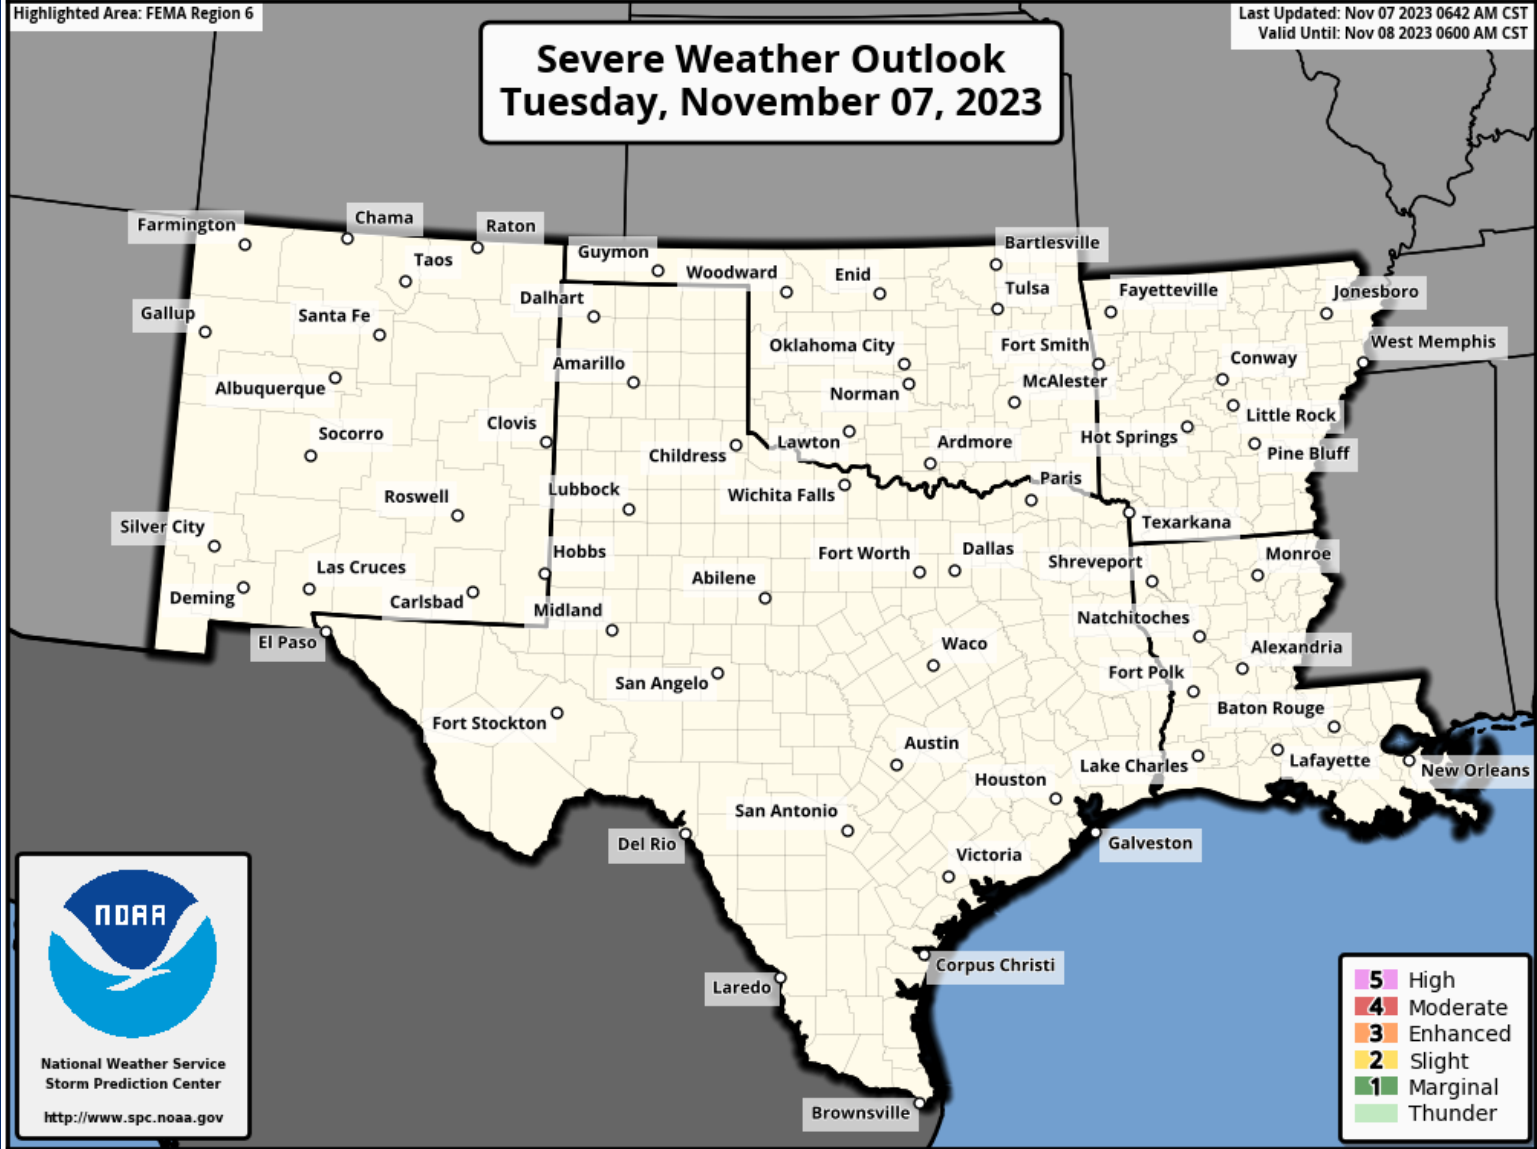 Highlighted Area: FEMA Region 6
Last Updated: Nov 07 2023 0642 AM CST
Valid Until: Nov 08 2023 0600 AM CST
Severe Weather Outlook
Tuesday, November 07, 2023
Farmington
Chama
Raton
Taos
Guymon
Woodward
Enid
Bartlesville
Tulsa
Fayetteville
Jonesboro
Gallup
Santa Fe
Dalhart
Oklahoma City
Fort Smith
Conway
West Memphis
Albuquerque
Amarillo
Norman
McAlester
Little Rock
Socorro
Clovis
Childress
Lawton
Ardmore
Hot Springs
Pine Bluff
Roswell
Lubbock
Wichita Falls
Paris
Texarkana
Silver City
Las Cruces
Hobbs
Abilene
Fort Worth
Dallas
Shreveport
Monroe
Deming
Carlsbad
Midland
Natchitoches
El Paso
San Angelo
Waco
Fort Polk
Alexandria
Fort Stockton
Austin
Baton Rouge
Houston
Lake Charles
Lafayette
New Orleans
Del Rio
San Antonio
Victoria
Galveston
Laredo
Corpus Christi
Brownsville
NOAA
National Weather Service
Storm Prediction Center
http://www.spc.noaa.gov
5 High
4 Moderate
3 Enhanced
2 Slight
1 Marginal
Thunder